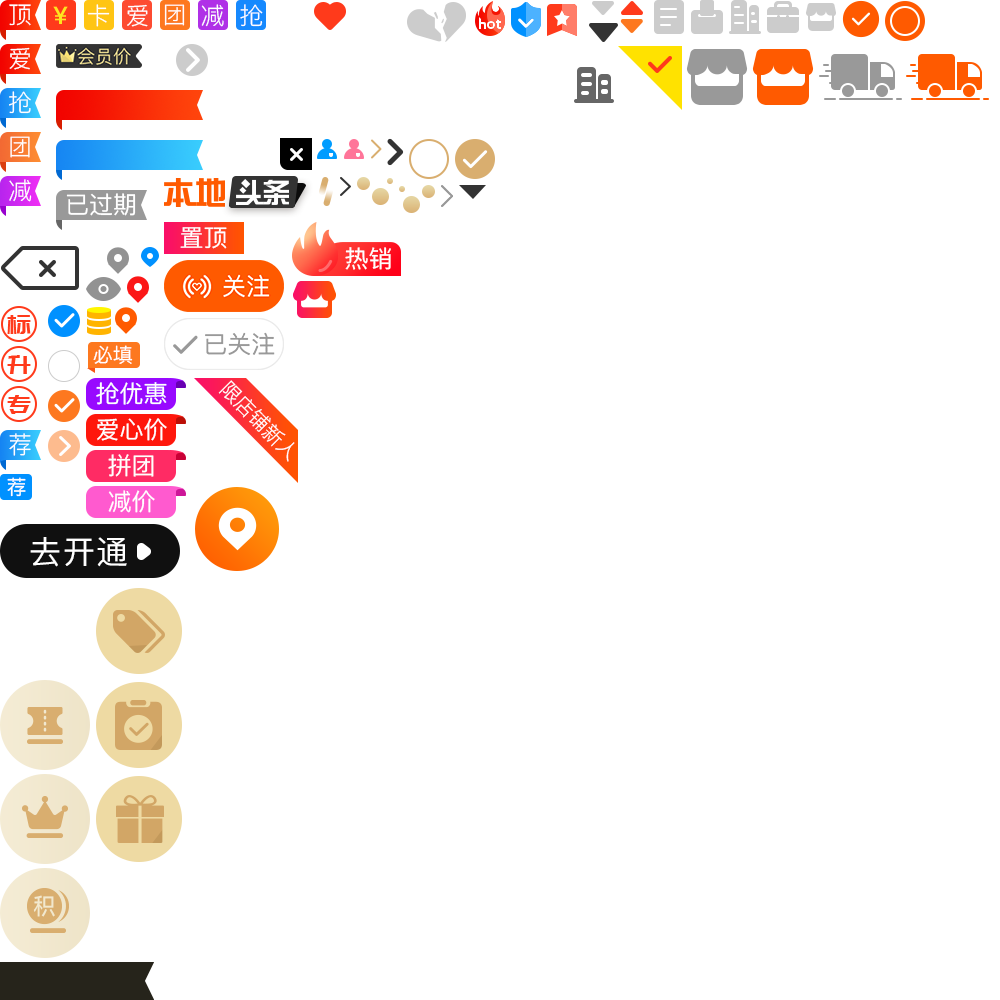 顶 ¥ 卡 爱 团 减 抢
hot
爱
会员价
抢
团
减
已过期
本地头条
置顶
热销
关注
标
已关注
必填
升
抢优惠
限店铺新人
专
爱心价
荐
拼团
荐
减价
去开通
积